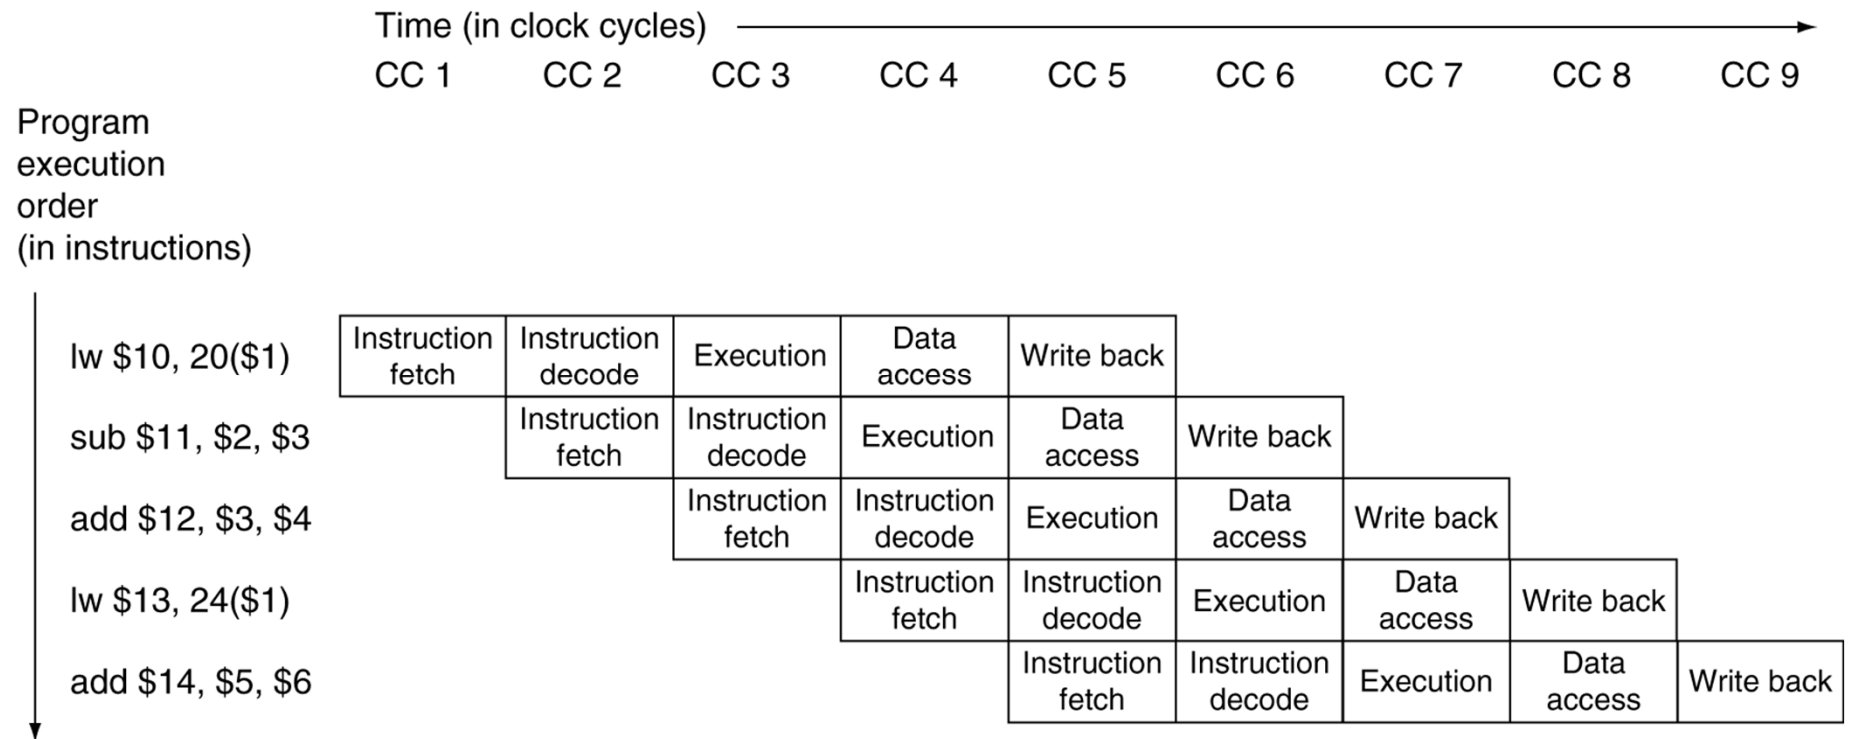 Time (in clock cycles)
CC 1 CC 2 CC 3 CC 4 CC 5 CC 6 CC 7 CC 8 CC 9
Program
execution
order
(in instructions)
lw $10, 20($1)
Instruction
fetch
Instruction
decode
Execution
Data
access
Write back
sub $11, $2, $3
Instruction
fetch
Instruction
decode
Execution
Data
access
Write back
add $12, $3, $4
Instruction
fetch
Instruction
decode
Execution
Data
access
Write back
lw $13, 24($1)
Instruction
fetch
Instruction
decode
Execution
Data
access
Write back
add $14, $5, $6
Instruction
fetch
Instruction
decode
Execution
Data
access
Write back